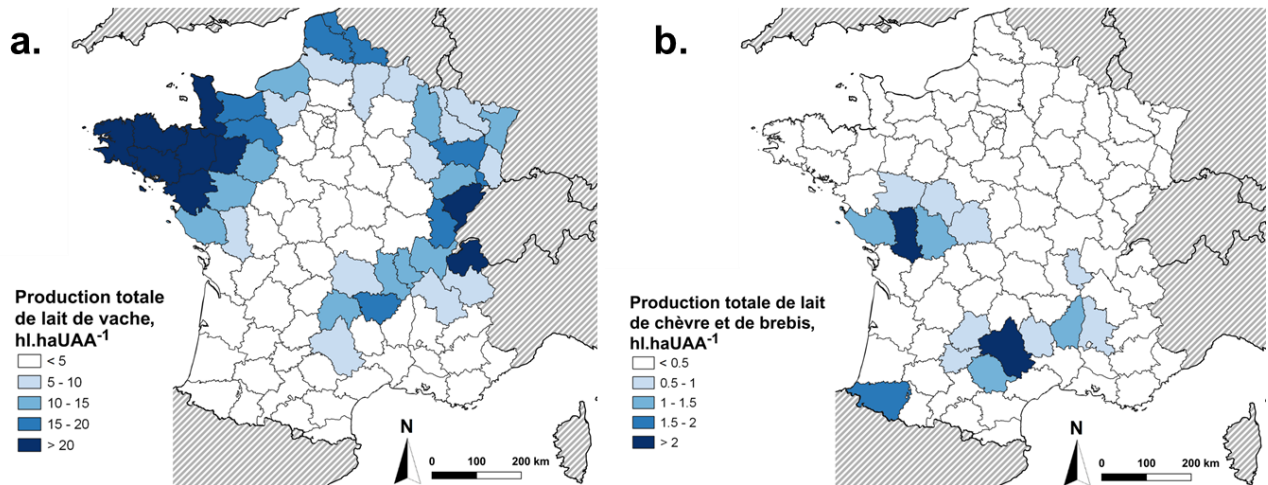 a.
Production totale
de lait de vache,
hl.haUAA⁻¹
< 5
5 - 10
10 - 15
15 - 20
> 20
N
0 100 200 km
b.
Production totale de lait
de chèvre et de brebis,
hl.haUAA⁻¹
< 0.5
0.5 - 1
1 - 1.5
1.5 - 2
> 2
N
0 100 200 km